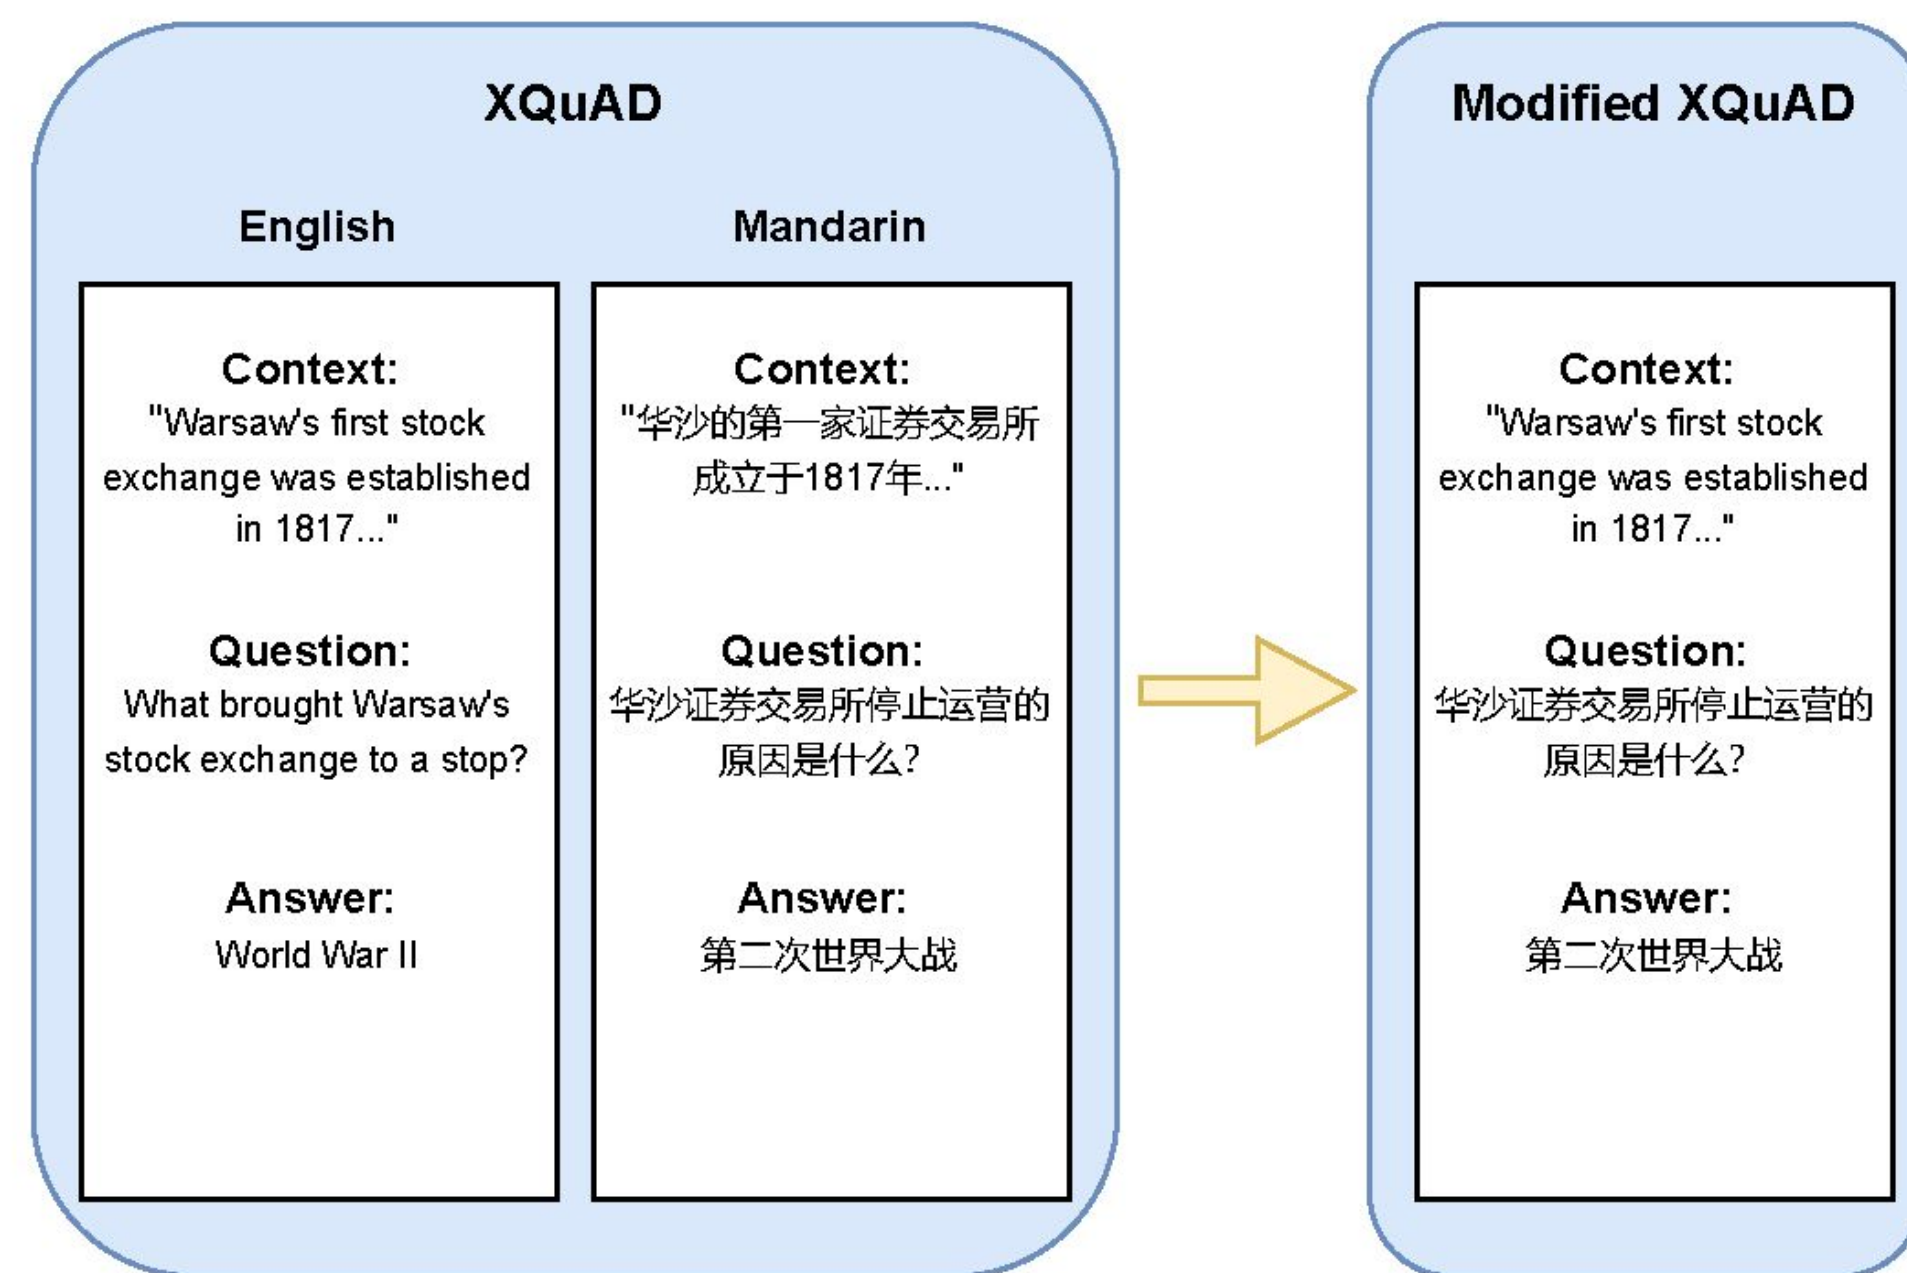 XQuAD
English
Context:
"Warsaw's first stock
exchange was established
in 1817..."
Question:
What brought Warsaw's
stock exchange to a stop?
Answer:
World War II
Mandarin
Context:
"华沙的第一家证券交易所
成立于1817年..."
Question:
华沙证券交易所停止运营的
原因是什么?
Answer:
第二次世界大战
Modified XQuAD
Context:
"Warsaw's first stock
exchange was established
in 1817..."
Question:
华沙证券交易所停止运营的
原因是什么?
Answer:
第二次世界大战